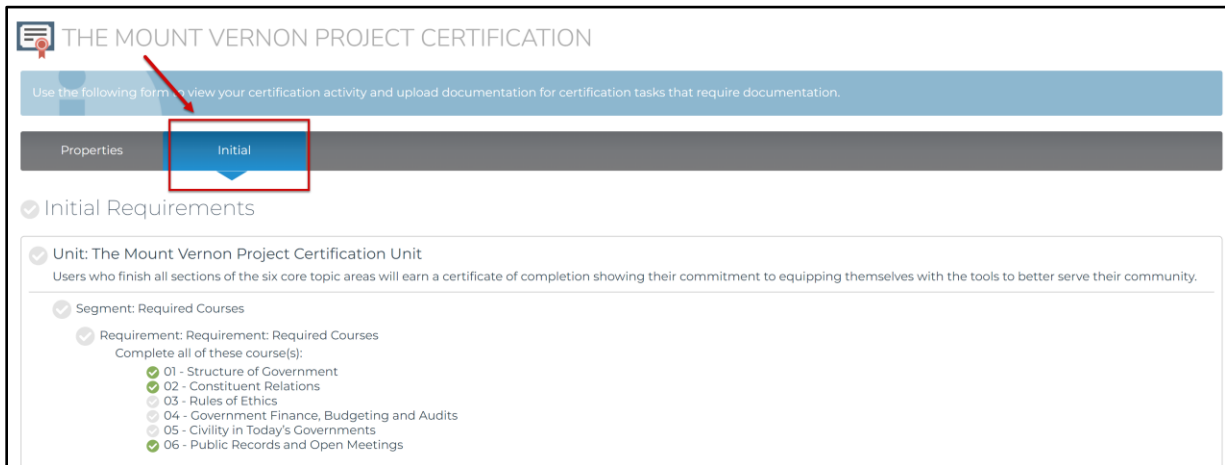 THE MOUNT VERNON PROJECT CERTIFICATION
Use the following form to view your certification activity and upload documentation for certification tasks that require documentation.
Properties
Initial
Initial Requirements
Unit: The Mount Vernon Project Certification Unit
Users who finish all sections of the six core topic areas will earn a certificate of completion showing their commitment to equipping themselves with the tools to better serve their community.
Segment: Required Courses
Requirement: Requirement: Required Courses
Complete all of these course(s):
01 - Structure of Government
02 - Constituent Relations
03 - Rules of Ethics
04 - Government Finance, Budgeting and Audits
05 - Civility in Today's Governments
06 - Public Records and Open Meetings